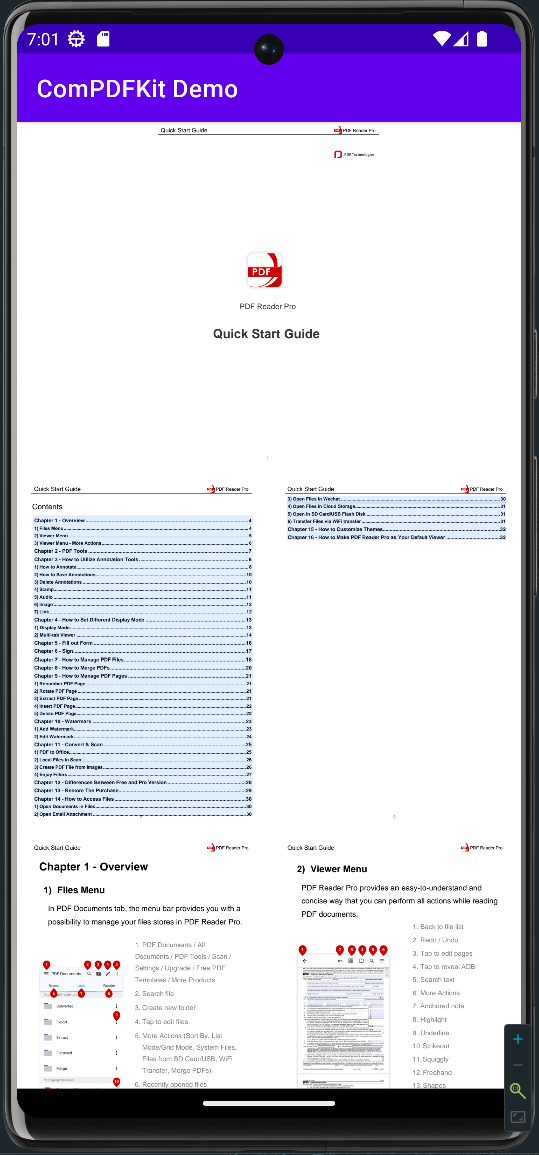 7:01
ComPDFKit Demo
Quick Start Guide
PDF Reader Pro
PDF Technologies
PDF
PDF Reader Pro
Quick Start Guide
Quick Start Guide
PDF Reader Pro
Contents
Chapter 1 - Overview 4
1) Files Menu 4
2) Viewer Menu 5
3) Viewer Menu - More Actions 6
Chapter 2 - PDF Tools 7
Chapter 3 - How to Utilize Annotation Tools 8
1) How to Annotate 8
2) How to Save Annotations 10
3) Delete Annotations 10
4) Stamp 11
5) Audio 11
6) Image 12
7) Link 12
Chapter 4 - How to Set Different Display Mode 13
1) Display Mode 13
2) Multi-tab Viewer 14
Chapter 5 - Fill out Form 16
Chapter 6 - Sign 17
Chapter 7 - How to Manage PDF Files 18
Chapter 8 - How to Merge PDFs 20
Chapter 9 - How to Manage PDF Pages 21
1) Renumber PDF Page 21
2) Rotate PDF Page 21
3) Extract PDF Page 21
4) Insert PDF Page 22
5) Delete PDF Page 22
Chapter 10 - Watermark 23
1) Add Watermark 23
2) Edit Watermark 24
Chapter 11 - Convert & Scan 25
1) PDF to Office 25
2) Local Files in Scan 26
3) Create PDF File from Images 26
4) Enjoy Filters 27
Chapter 12 - Differences Between Free and Pro Version 28
Chapter 13 - Restore The Purchase 29
Chapter 14 - How to Access Files 30
1) Open Documents in Files 30
2) Open Email Attachment 30
Quick Start Guide
PDF Reader Pro
3) Open Files in Wechat 30
4) Open Files in Cloud Storage 31
5) Open in SD Card/USB Flash Disk 31
6) Transfer Files via WiFi transfer 31
Chapter 15 - How to Customize Themes 32
Chapter 16 - How to Make PDF Reader Pro as Your Default Viewer 32
Quick Start Guide
PDF Reader Pro
Chapter 1 - Overview
1) Files Menu
In PDF Documents tab, the menu bar provides you with a
possibility to manage your files stores in PDF Reader Pro.
PDF Documents
Converted
Export
Extract
Merge
1. PDF Documents / All
Documents / PDF Tools / Scan /
Settings / Upgrade / Free PDF
Templates / More Products
2. Search file
3. Create new folder
4. Tap to edit files
5. More Actions (Sort By, List
Mode/Grid Mode, System Files,
Files from SD Card/USB, WiFi
Transfer, Merge PDFs)
6. Recently opened files
Quick Start Guide
PDF Reader Pro
2) Viewer Menu
PDF Reader Pro provides an easy-to-understand and
concise way that you can perform all actions while reading
PDF documents.
1. Back to file list
2. Redo / Undo
3. Tap to edit pages
4. Tap to reveal AOB
5. Search text
6. More Actions
7. Anchored note
8. Highlight
9. Underline
10. Strikeout
11. Squiggly
12. Freehand
13. Shapes